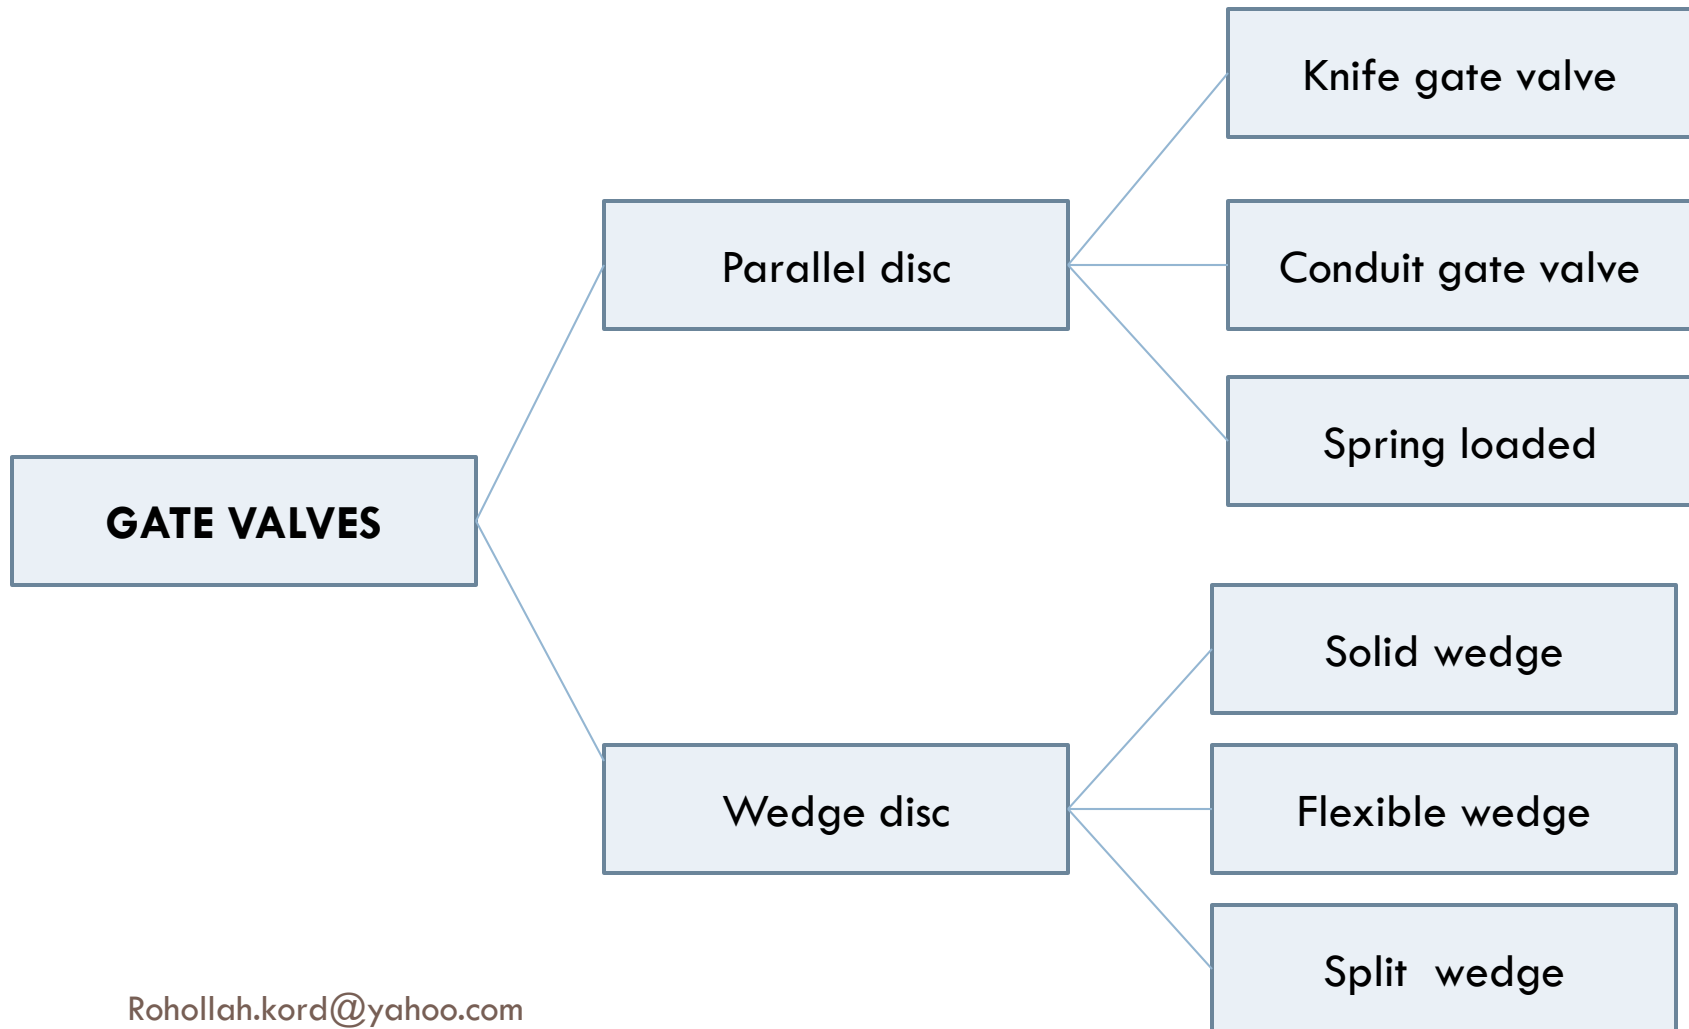 Knife gate valve
Parallel disc
Conduit gate valve
Spring loaded
GATE VALVES
Solid wedge
Wedge disc
Flexible wedge
Split  wedge
Rohollah.kord@yahoo.com